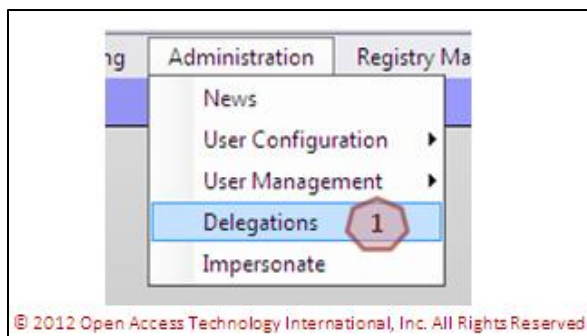 ng Administration Registry Ma
News
User Configuration
User Management
Delegations 1
Impersonate
© 2012 Open Access Technology International, Inc. All Rights Reserved